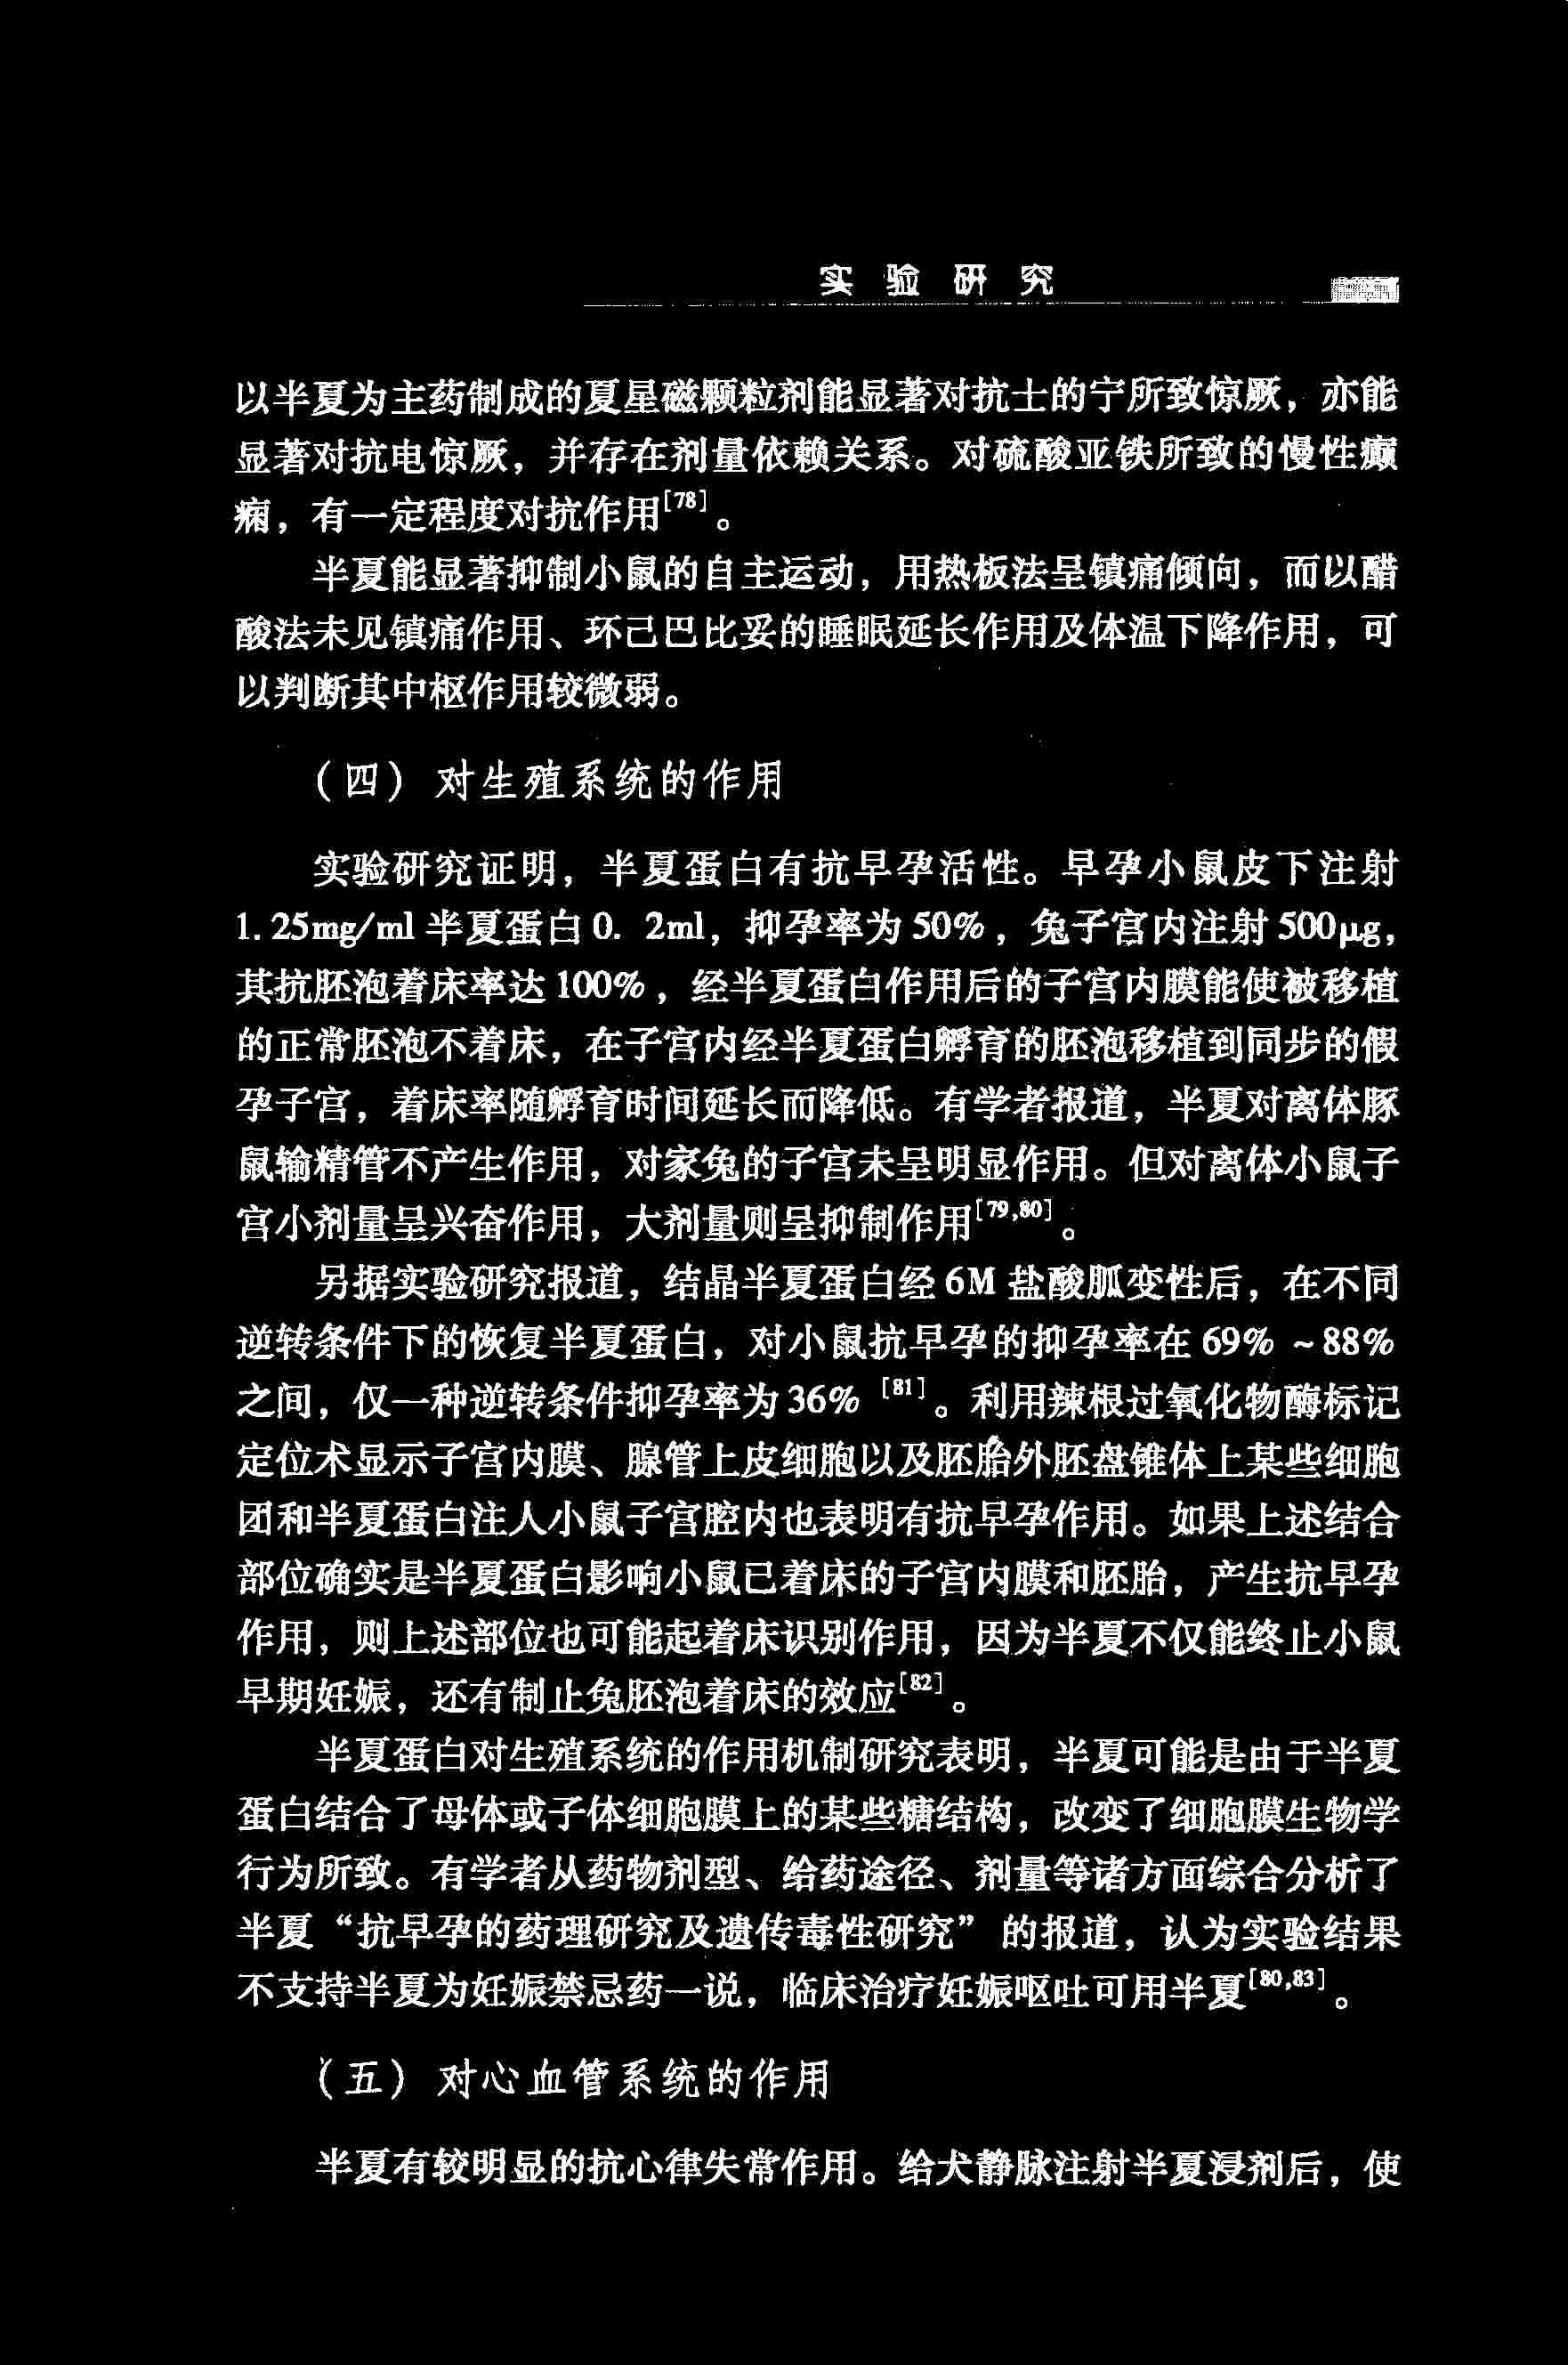 实验研究
以半夏为主药制成的夏星磁颗粒剂能显著对抗士的宁所致惊厥，亦能
显著对抗电惊厥，并存在剂量依赖关系。对硫酸亚铁所致的慢性癫
痫，有一定程度对抗作用[78]。
半夏能显著抑制小鼠的自主运动，用热板法呈镇痛倾向，而以醋
酸法未见镇痛作用、环己巴比妥的睡眠延长作用及体温下降作用，可
以判断其中枢作用较微弱。
（四）对生殖系统的作用
实验研究证明，半夏蛋白有抗早孕活性。早孕小鼠皮下注射
1.25mg/ml半夏蛋白0. 2ml，抑孕率为50%，兔子宫内注射500μg，
其抗胚泡着床率达100%，经半夏蛋白作用后的子宫内膜能使被移植
的正常胚泡不着床，在子宫内经半夏蛋白孵育的胚泡移植到同步的假
孕子宫，着床率随孵育时间延长而降低。有学者报道，半夏对离体豚
鼠输精管不产生作用，对家兔的子宫未呈明显作用。但对离体小鼠子
宫小剂量呈兴奋作用，大剂量则呈抑制作用[79,80]。
另据实验研究报道，结晶半夏蛋白经6M盐酸胍变性后，在不同
逆转条件下的恢复半夏蛋白，对小鼠抗早孕的抑孕率在69%~88%
之间，仅一种逆转条件抑孕率为36% [81]。利用辣根过氧化物酶标记
定位术显示子宫内膜、腺管上皮细胞以及胚胎外胚盘锥体上某些细胞
团和半夏蛋白注人小鼠子宫腔内也表明有抗早孕作用。如果上述结合
部位确实是半夏蛋白影响小鼠已着床的子宫内膜和胚胎，产生抗早孕
作用，则上述部位也可能起着床识别作用，因为半夏不仅能终止小鼠
早期妊娠，还有制止兔胚泡着床的效应[82]。
半夏蛋白对生殖系统的作用机制研究表明，半夏可能是由于半夏
蛋白结合了母体或子体细胞膜上的某些糖结构，改变了细胞膜生物学
行为所致。有学者从药物剂型、给药途径、剂量等诸方面综合分析了
半夏“抗早孕的药理研究及遗传毒性研究”的报道，认为实验结果
不支持半夏为妊娠禁忌药一说，临床治疗妊娠呕吐可用半夏[80,83]。
（五）对心血管系统的作用
半夏有较明显的抗心律失常作用。给犬静脉注射半夏浸剂后，使